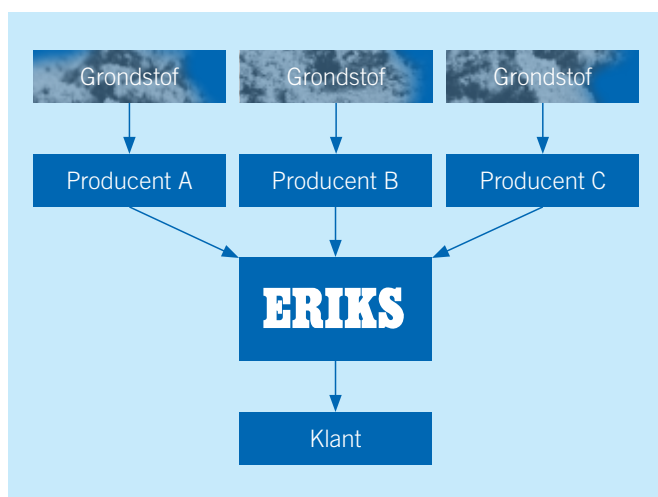 Grondstof
Grondstof
Grondstof
Producent A
Producent B
Producent C
ERIKS
Klant